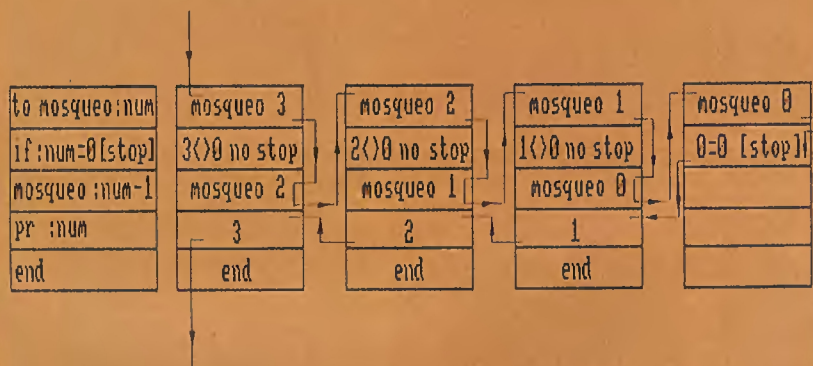 to mosqueo:num
if:num=0[stop]
mosqueo :num-1
pr :num
end
mosqueo 3
3<>0 no stop
mosqueo 2
3
end
mosqueo 2
2<>0 no stop
mosqueo 1
2
end
mosqueo 1
1<>0 no stop
mosqueo 0
1
end
mosqueo 0
0=0 [stop]